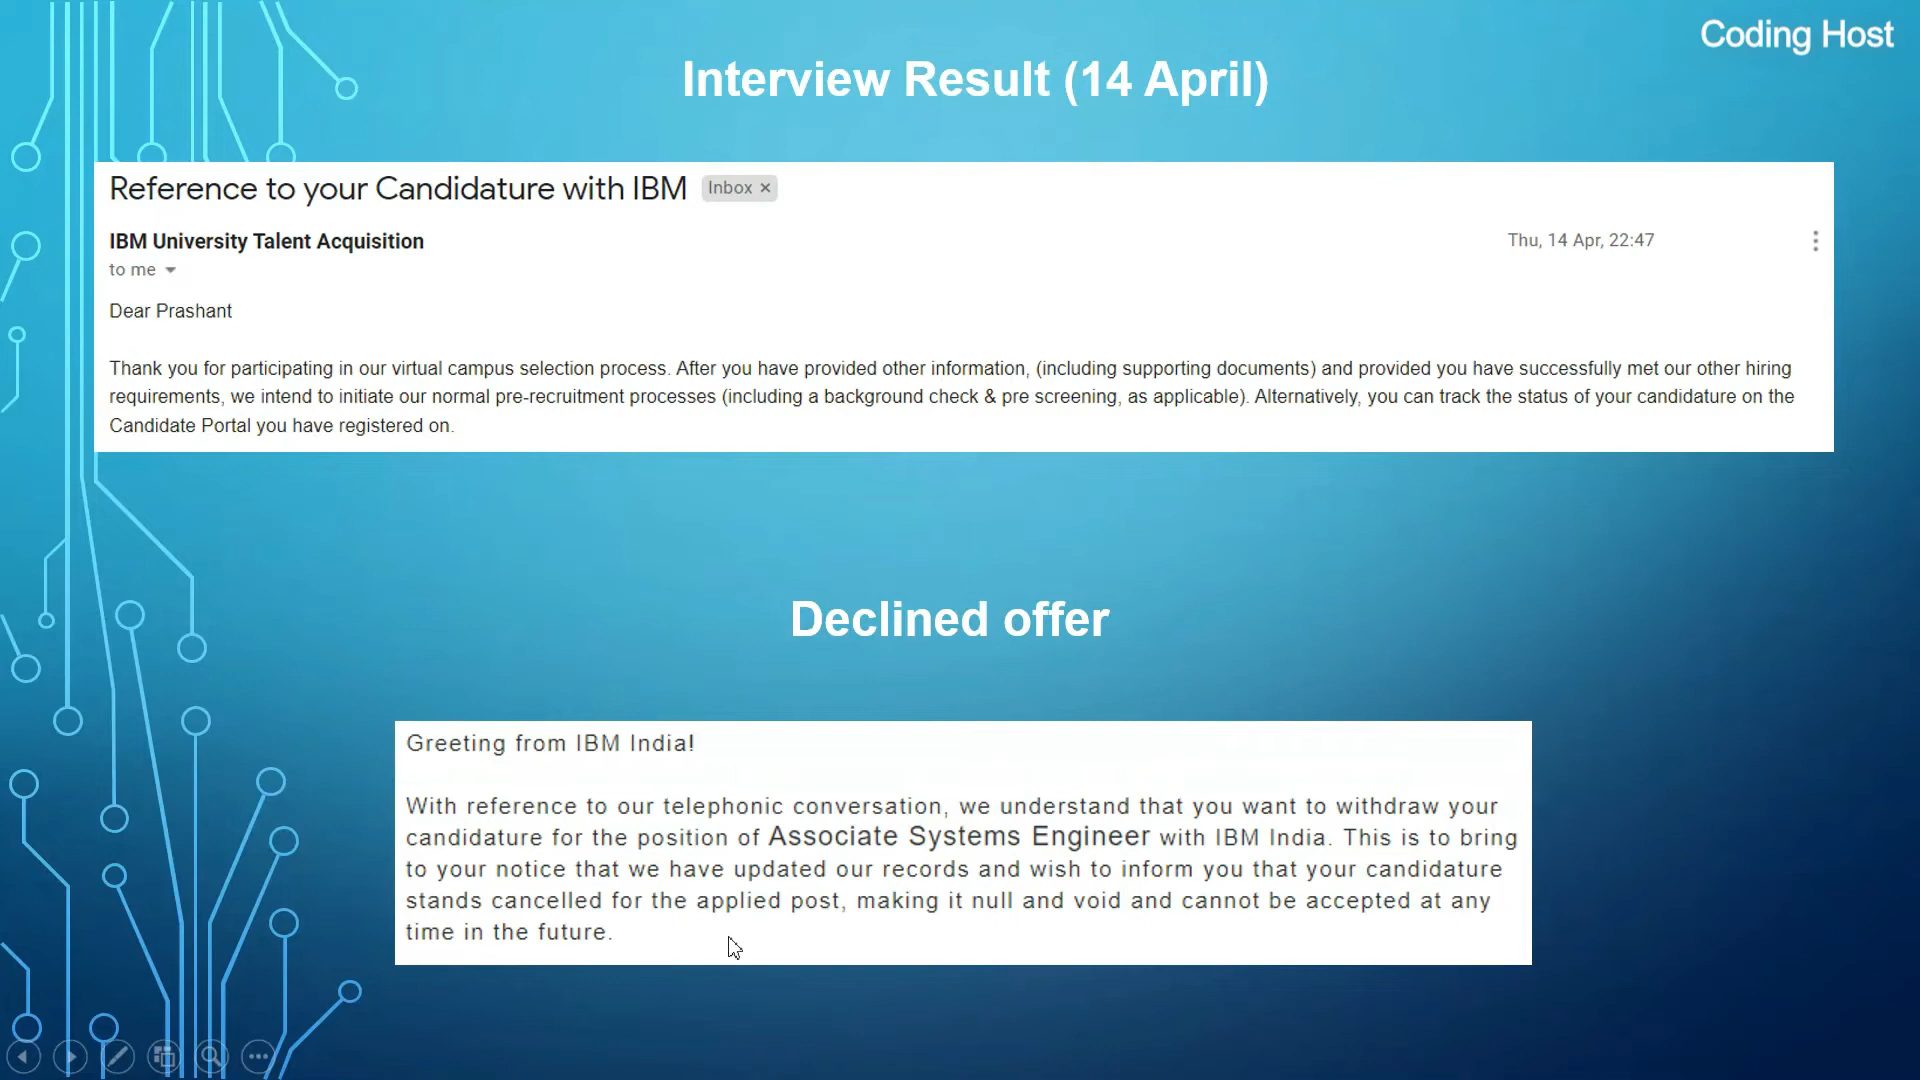 Coding Host
Interview Result (14 April)
Reference to your Candidature with IBM Inbox ×
IBM University Talent Acquisition
Thu, 14 Apr, 22:47
to me
Dear Prashant
Thank you for participating in our virtual campus selection process. After you have provided other information, (including supporting documents) and provided you have successfully met our other hiring
requirements, we intend to initiate our normal pre-recruitment processes (including a background check & pre screening, as applicable). Alternatively, you can track the status of your candidature on the
Candidate Portal you have registered on.
Declined offer
Greeting from IBM India!
With reference to our telephonic conversation, we understand that you want to withdraw your
candidature for the position of Associate Systems Engineer with IBM India. This is to bring
to your notice that we have updated our records and wish to inform you that your candidature
stands cancelled for the applied post, making it null and void and cannot be accepted at any
time in the future.